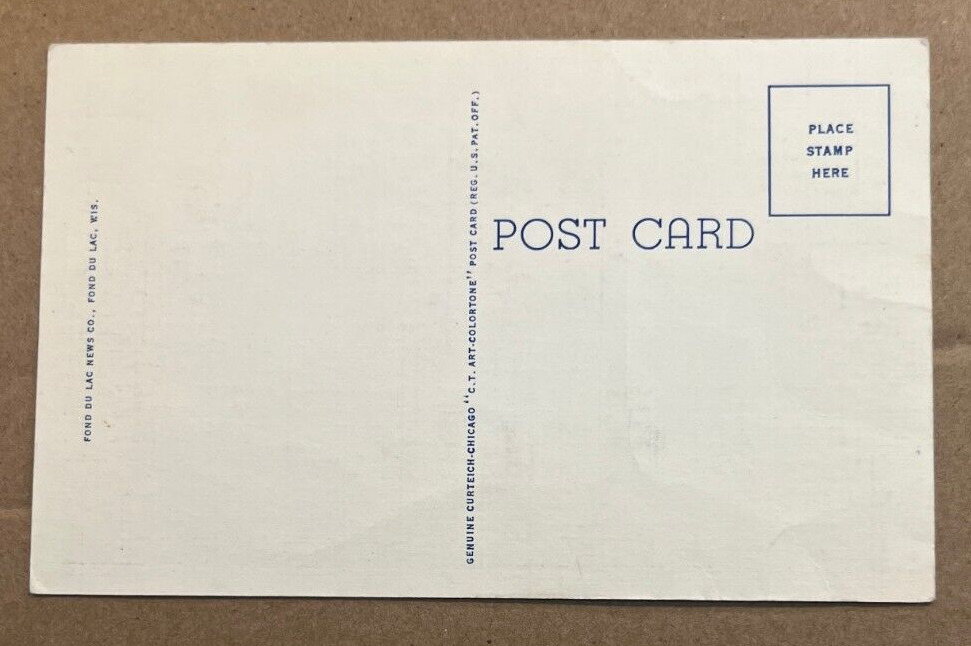 FOND DU LAC NEWS CO., FOND DU LAC, WIS.
GENUINE CURTEICH-CHICAGO "C.T. ART-COLORTONE" POST CARD (REG. U.S. PAT. OFF.)
POST CARD
PLACE
STAMP
HERE